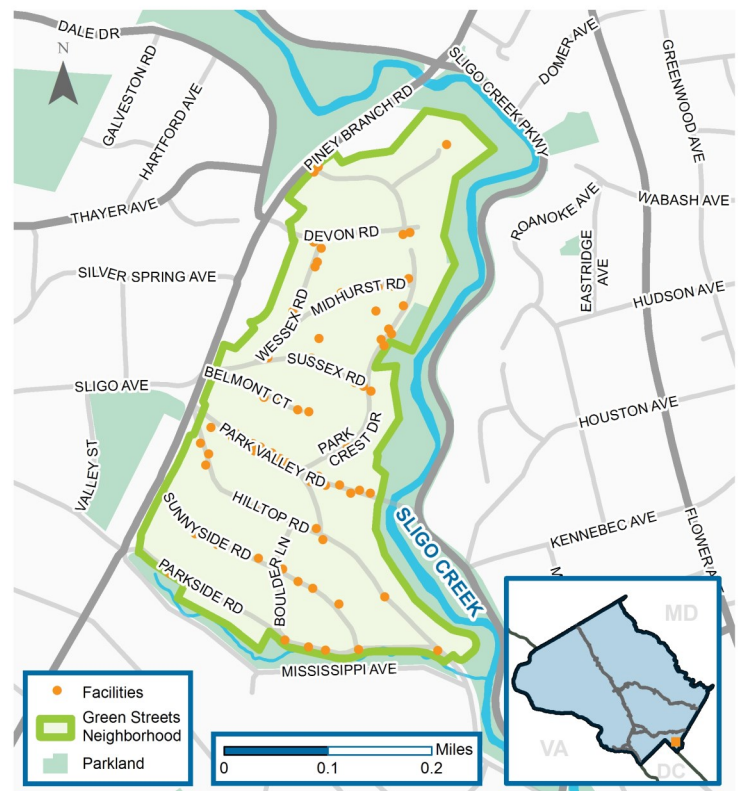 DALE DR
N
GALVESTON RD
HARTFORD AVE
THAYER AVE
SILVER SPRING AVE
SLIGO AVE
VALLEY ST
PINEY BRANCH RD
SLIGO CREEK PKWY
DOMER AVE
GREENWOOD AVE
WABASH AVE
ROANOKE AVE
EASTRIDGE
AVE
HUDSON AVE
HOUSTON AVE
KENNEBEC AVE
DEVON RD
MIDHURST RD
WESSEX RD
SUSSEX RD
BELMONT CT
PARK
CREST DR
PARK VALLEY RD
HILLTOP RD
SUNNYSIDE RD
BOULDER LN
PARKSIDE RD
SLIGO CREEK
MISSISSIPPI AVE
FLOWER
Facilities
Green Streets
Neighborhood
Parkland
Miles
0
0.1
0.2
MD
VA
DC